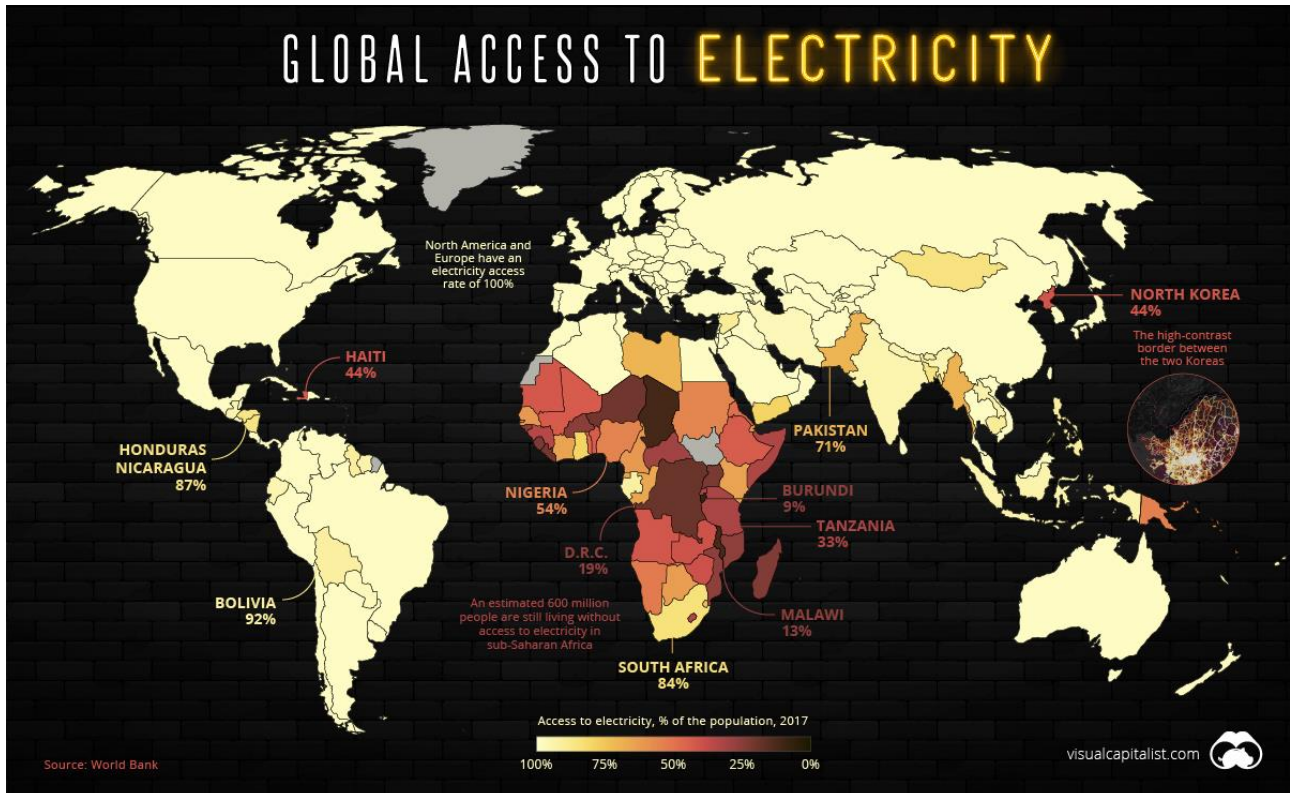 GLOBAL ACCESS TO ELECTRICITY
North America and
Europe have an
electricity access
rate of 100%
NORTH KOREA
44%
The high-contrast
border between
the two Koreas
HAITI
44%
HONDURAS
NICARAGUA
87%
PAKISTAN
71%
NIGERIA
54%
BURUNDI
9%
TANZANIA
33%
D.R.C.
19%
BOLIVIA
92%
An estimated 600 million
people are still living without
access to electricity in
sub-Saharan Africa
MALAWI
13%
SOUTH AFRICA
84%
Access to electricity, % of the population, 2017
100% 75% 50% 25% 0%
Source: World Bank
visualcapitalist.com